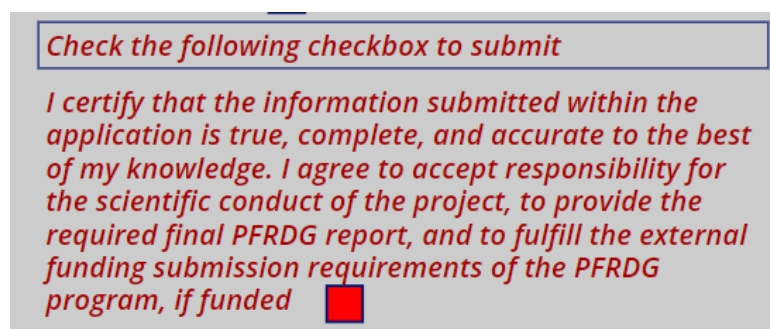 Check the following checkbox to submit
I certify that the information submitted within the
application is true, complete, and accurate to the best
of my knowledge. I agree to accept responsibility for
the scientific conduct of the project, to provide the
required final PFRDG report, and to fulfill the external
funding submission requirements of the PFRDG
program, if funded